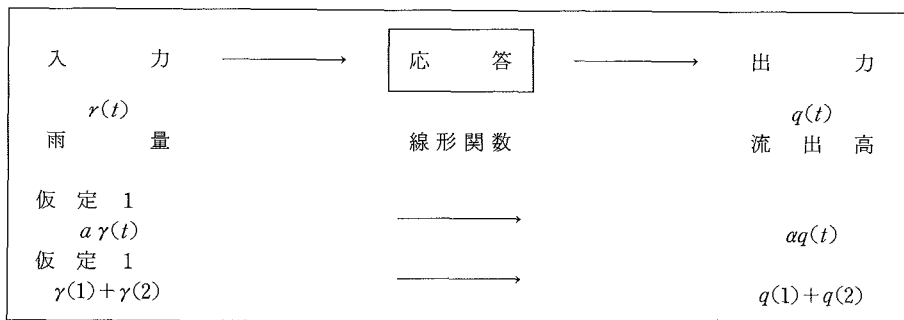 入力 ⟶ 応答 ⟶ 出力
r(t) q(t)
雨量 線形関数 流出高
仮定 1
a γ(t) ⟶ αq(t)
仮定 1
γ(1)+γ(2) ⟶ q(1)+q(2)